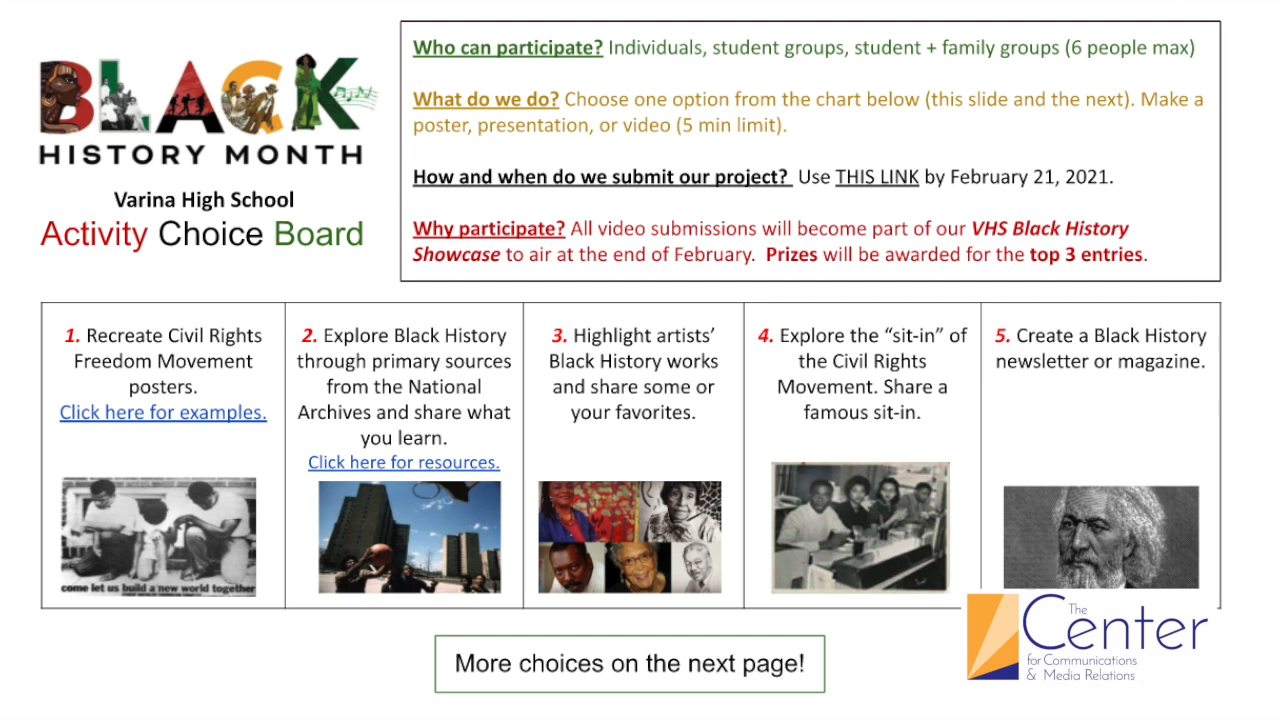 BLACK
HISTORY MONTH
Varina High School
Activity Choice Board
Who can participate? Individuals, student groups, student + family groups (6 people max)
What do we do? Choose one option from the chart below (this slide and the next). Make a
poster, presentation, or video (5 min limit).
How and when do we submit our project? Use THIS LINK by February 21, 2021.
Why participate? All video submissions will become part of our VHS Black History
Showcase to air at the end of February. Prizes will be awarded for the top 3 entries.
1. Recreate Civil Rights
Freedom Movement
posters.
Click here for examples.
come let us build a new world together
2. Explore Black History
through primary sources
from the National
Archives and share what
you learn.
Click here for resources.
3. Highlight artists’
Black History works
and share some or
your favorites.
4. Explore the “sit-in” of
the Civil Rights
Movement. Share a
famous sit-in.
5. Create a Black History
newsletter or magazine.
The
Center
for Communications
& Media Relations
More choices on the next page!